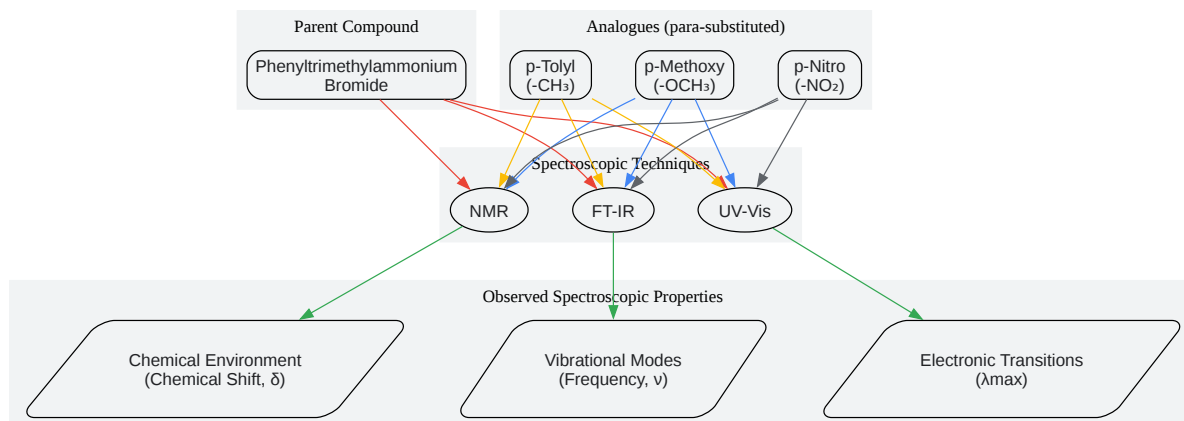 Parent Compound
Analogues (para-substituted)
Phenyltrimethylammonium
Bromide
p-Tolyl
(-CH₃)
p-Methoxy
(-OCH₃)
p-Nitro
(-NO₂)
Spectroscopic Techniques
NMR
FT-IR
UV-Vis
Observed Spectroscopic Properties
Chemical Environment
(Chemical Shift, δ)
Vibrational Modes
(Frequency, ν)
Electronic Transitions
(λmax)